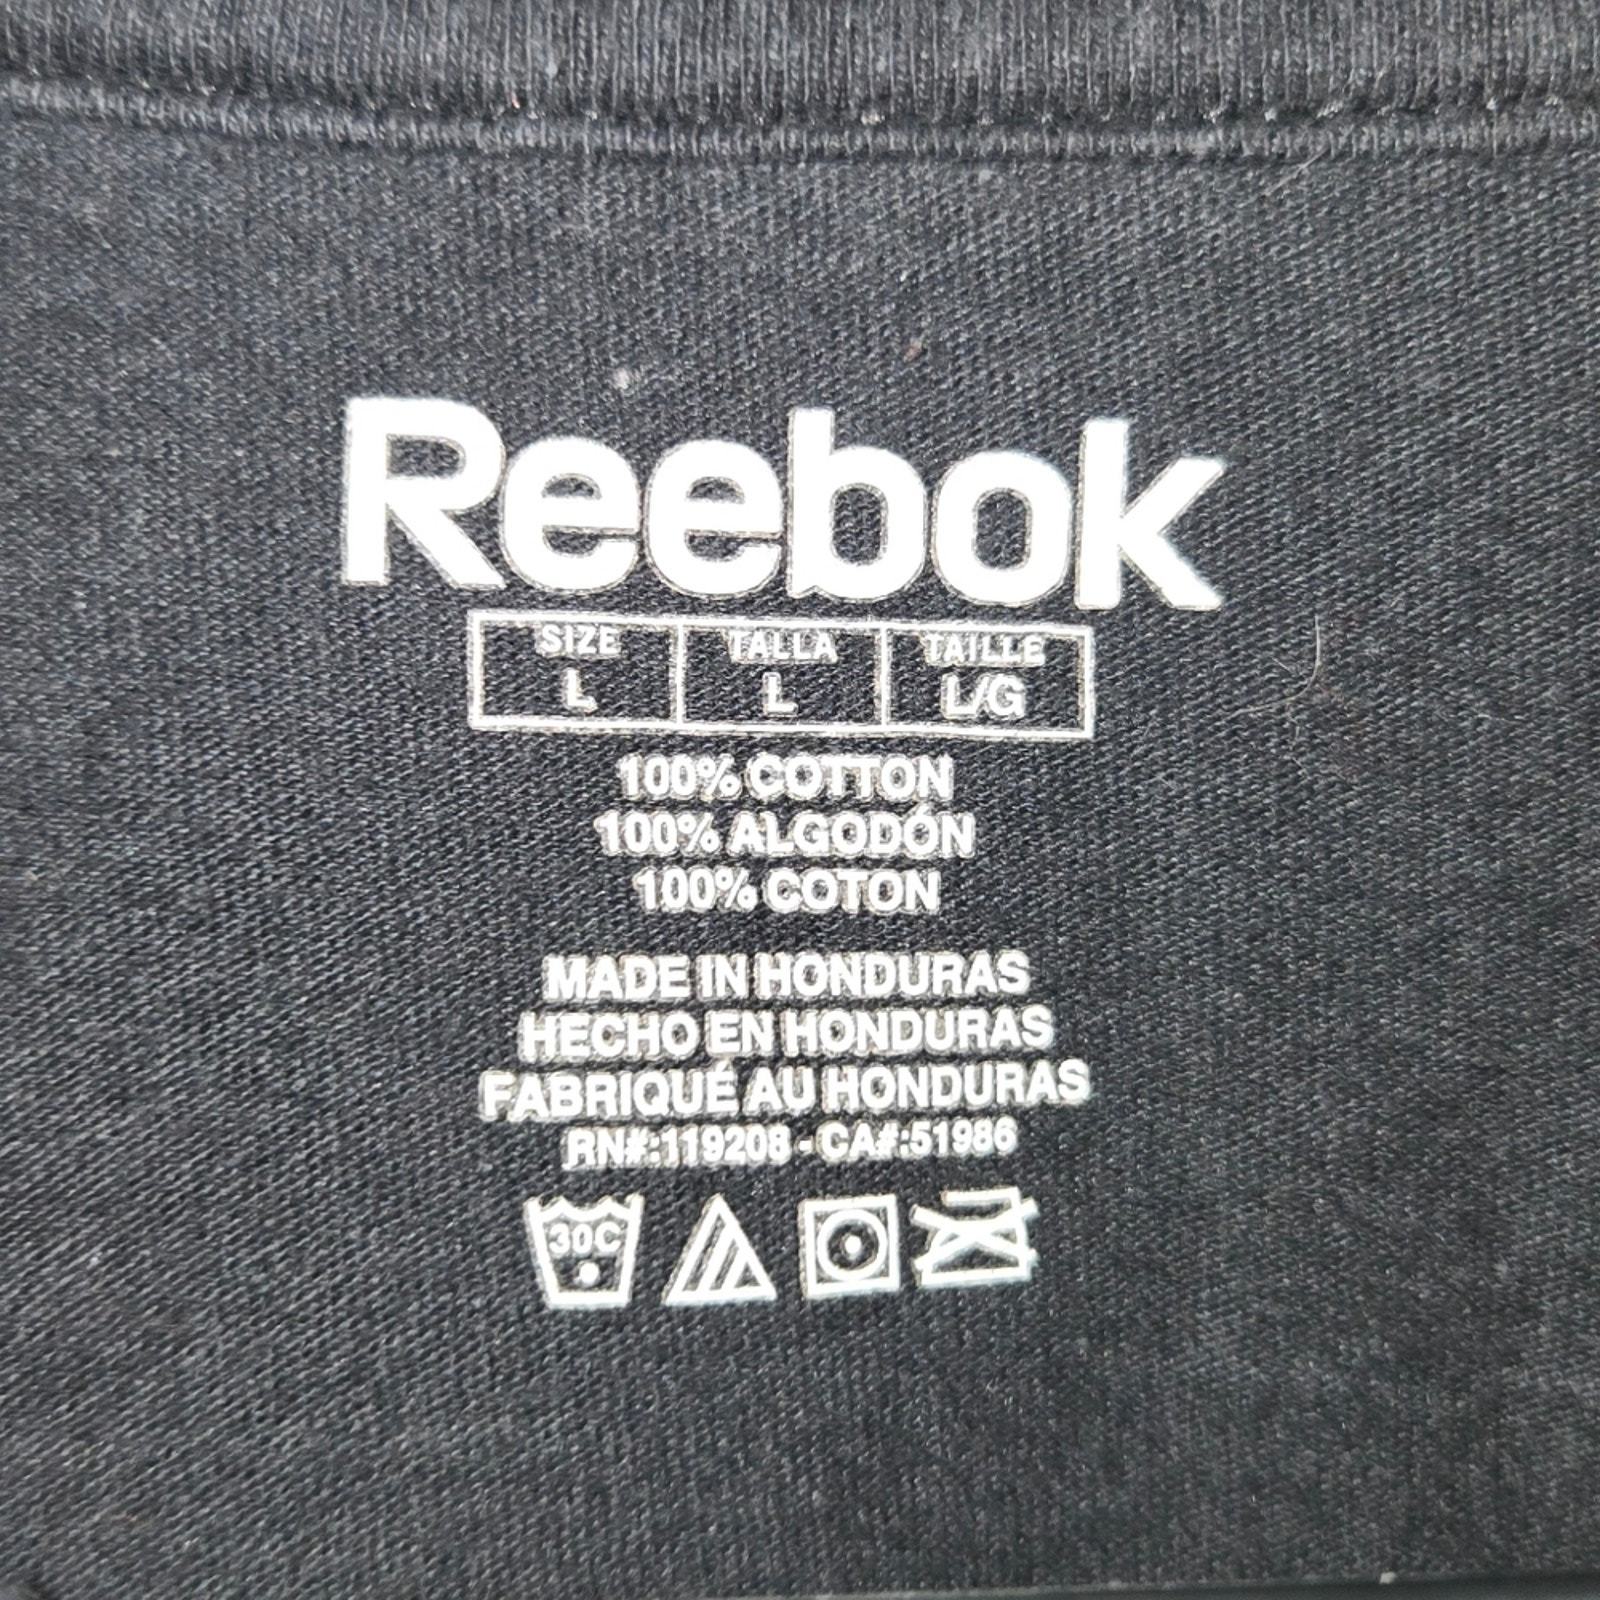 Reebok
SIZE TALLA TAILLE
L L L/G
100% COTTON
100% ALGODÓN
100% COTON
MADE IN HONDURAS
HECHO EN HONDURAS
FABRIQUÉ AU HONDURAS
RN#:119208 - CA#:51986
30C